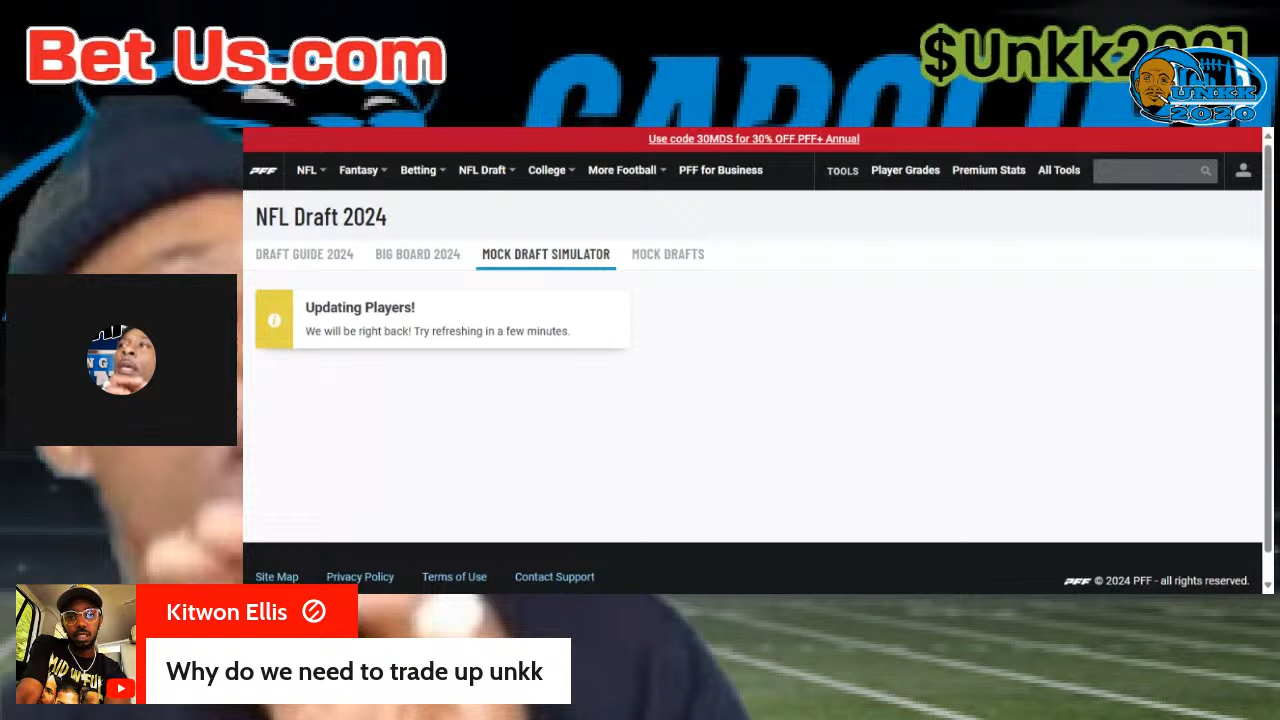 Bet Us.com
$Unkk2021
UNKK
2020
CAROLIN
Use code 30MDS for 30% OFF PFF+ Annual
PFF
NFL
Fantasy
Betting
NFL Draft
College
More Football
PFF for Business
TOOLS
Player Grades
Premium Stats
All Tools
NFL Draft 2024
DRAFT GUIDE 2024
BIG BOARD 2024
MOCK DRAFT SIMULATOR
MOCK DRAFTS
Updating Players!
We will be right back! Try refreshing in a few minutes.
Site Map
Privacy Policy
Terms of Use
Contact Support
PFF © 2024 PFF - all rights reserved.
Kitwon Ellis
Why do we need to trade up unkk